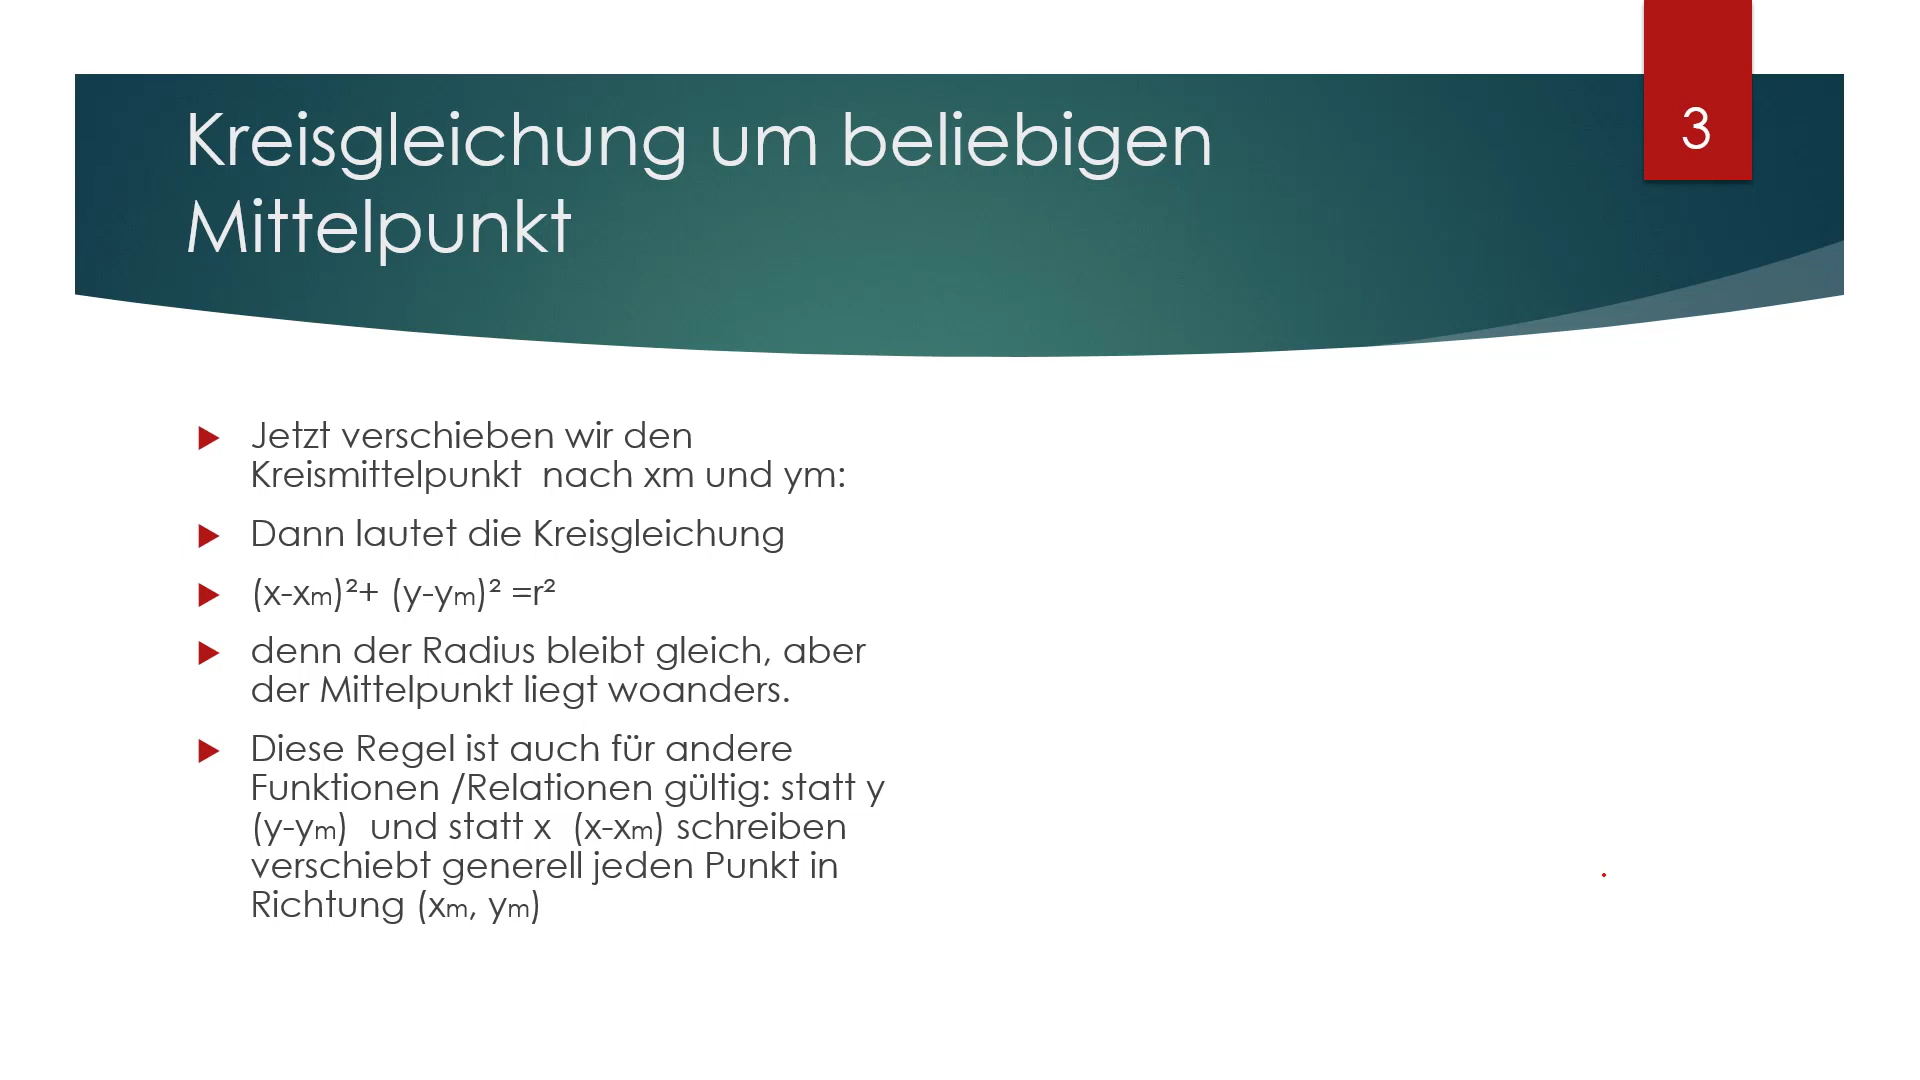 Kreisgleichung um beliebigen
Mittelpunkt
3
Jetzt verschieben wir den
Kreismittelpunkt nach xm und ym:
Dann lautet die Kreisgleichung
(x-xm)²+ (y-ym)² =r²
denn der Radius bleibt gleich, aber
der Mittelpunkt liegt woanders.
Diese Regel ist auch für andere
Funktionen /Relationen gültig: statt y
(y-ym) und statt x (x-xm) schreiben
verschiebt generell jeden Punkt in
Richtung (xm, ym)